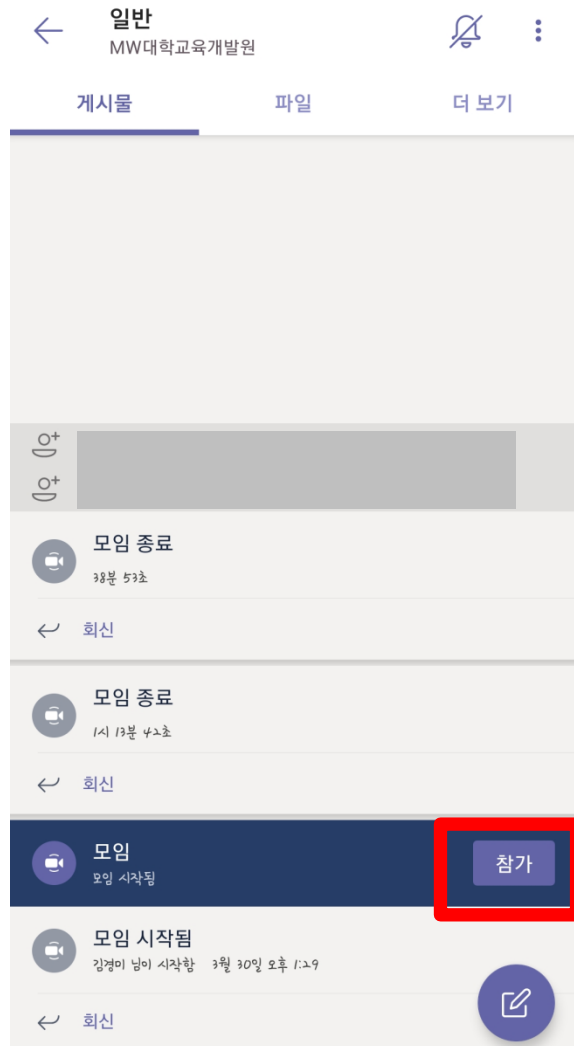 일반
MW대학교육개발원
게시물 파일 더 보기
모임 종료
38분 53초
회신
모임 종료
1시 13분 42초
회신
모임
모임 시작됨
참가
모임 시작됨
김경미 님이 시작함 3월 30일 오후 1:29
회신